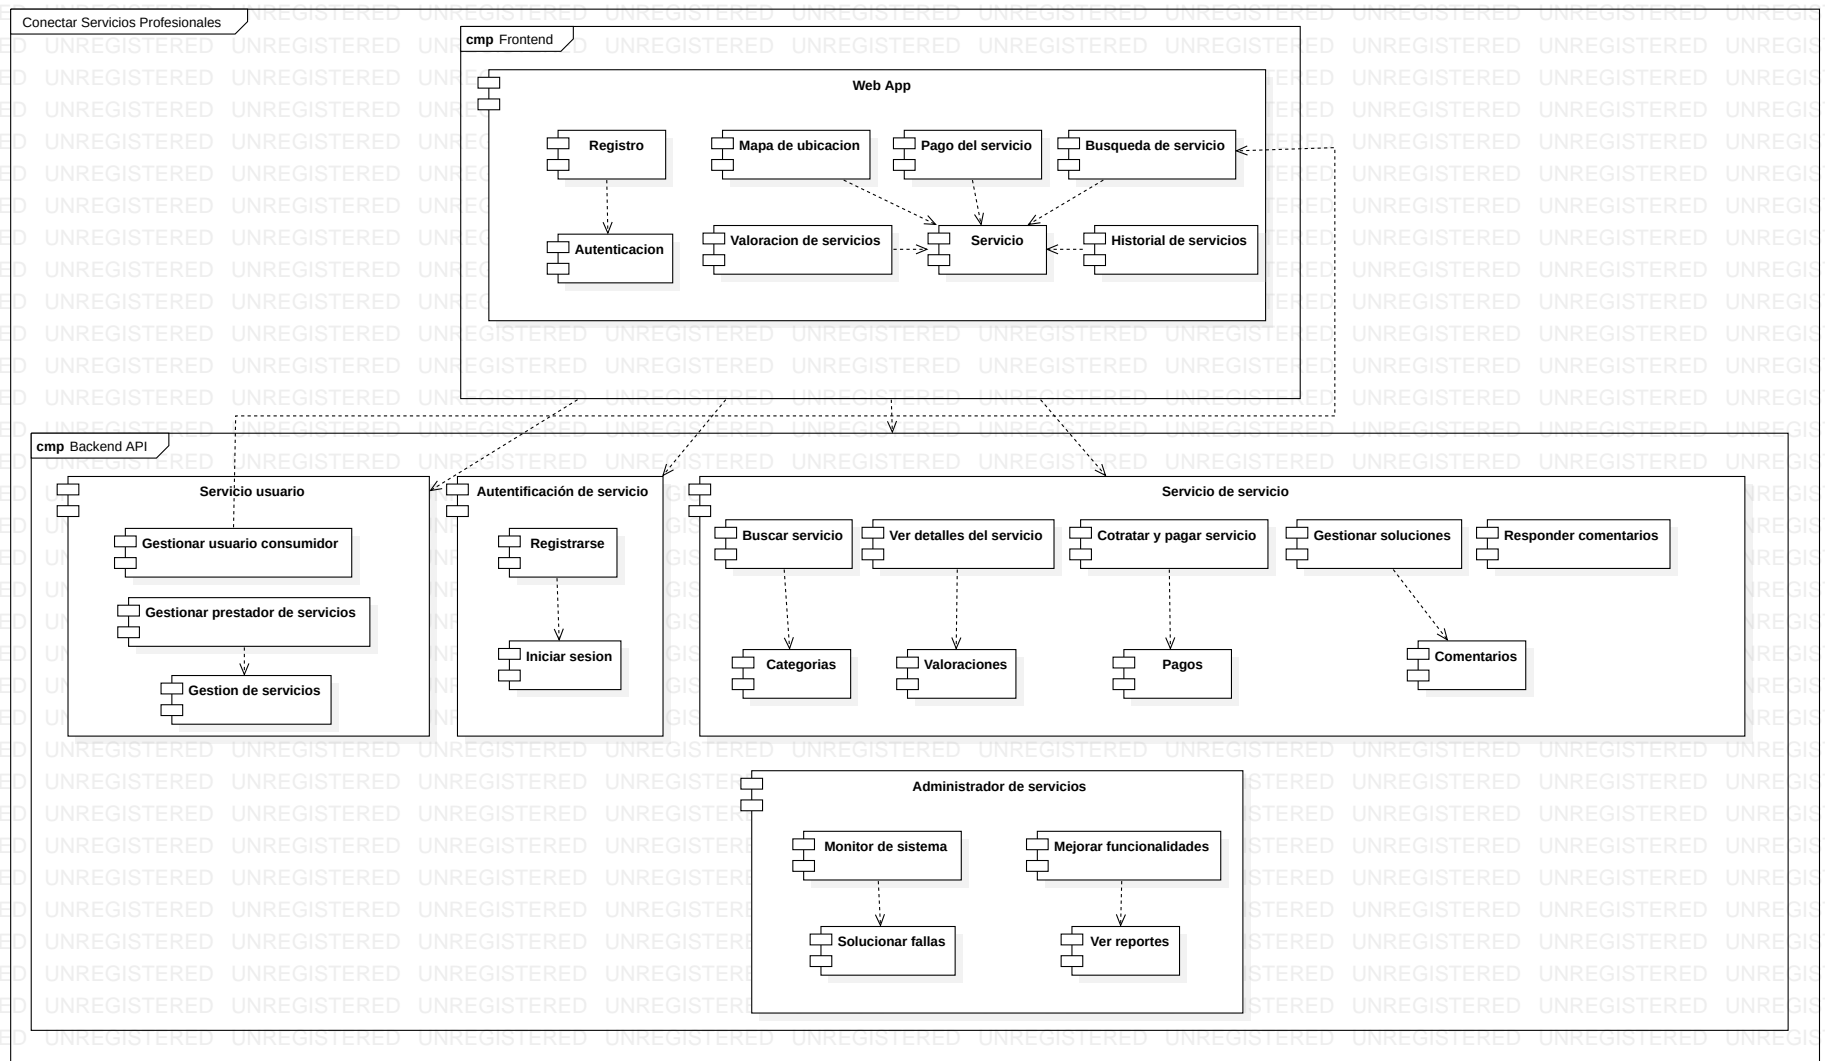 Conectar Servicios Profesionales
cmp Frontend
Web App
Registro
Mapa de ubicacion
Pago del servicio
Busqueda de servicio
Autenticacion
Valoracion de servicios
Servicio
Historial de servicios
cmp Backend API
Servicio usuario
Gestionar usuario consumidor
Gestionar prestador de servicios
Gestion de servicios
Autentificación de servicio
Registrarse
Iniciar sesion
Servicio de servicio
Buscar servicio
Ver detalles del servicio
Cotratar y pagar servicio
Gestionar soluciones
Responder comentarios
Categorias
Valoraciones
Pagos
Comentarios
Administrador de servicios
Monitor de sistema
Mejorar funcionalidades
Solucionar fallas
Ver reportes
UNREGISTERED